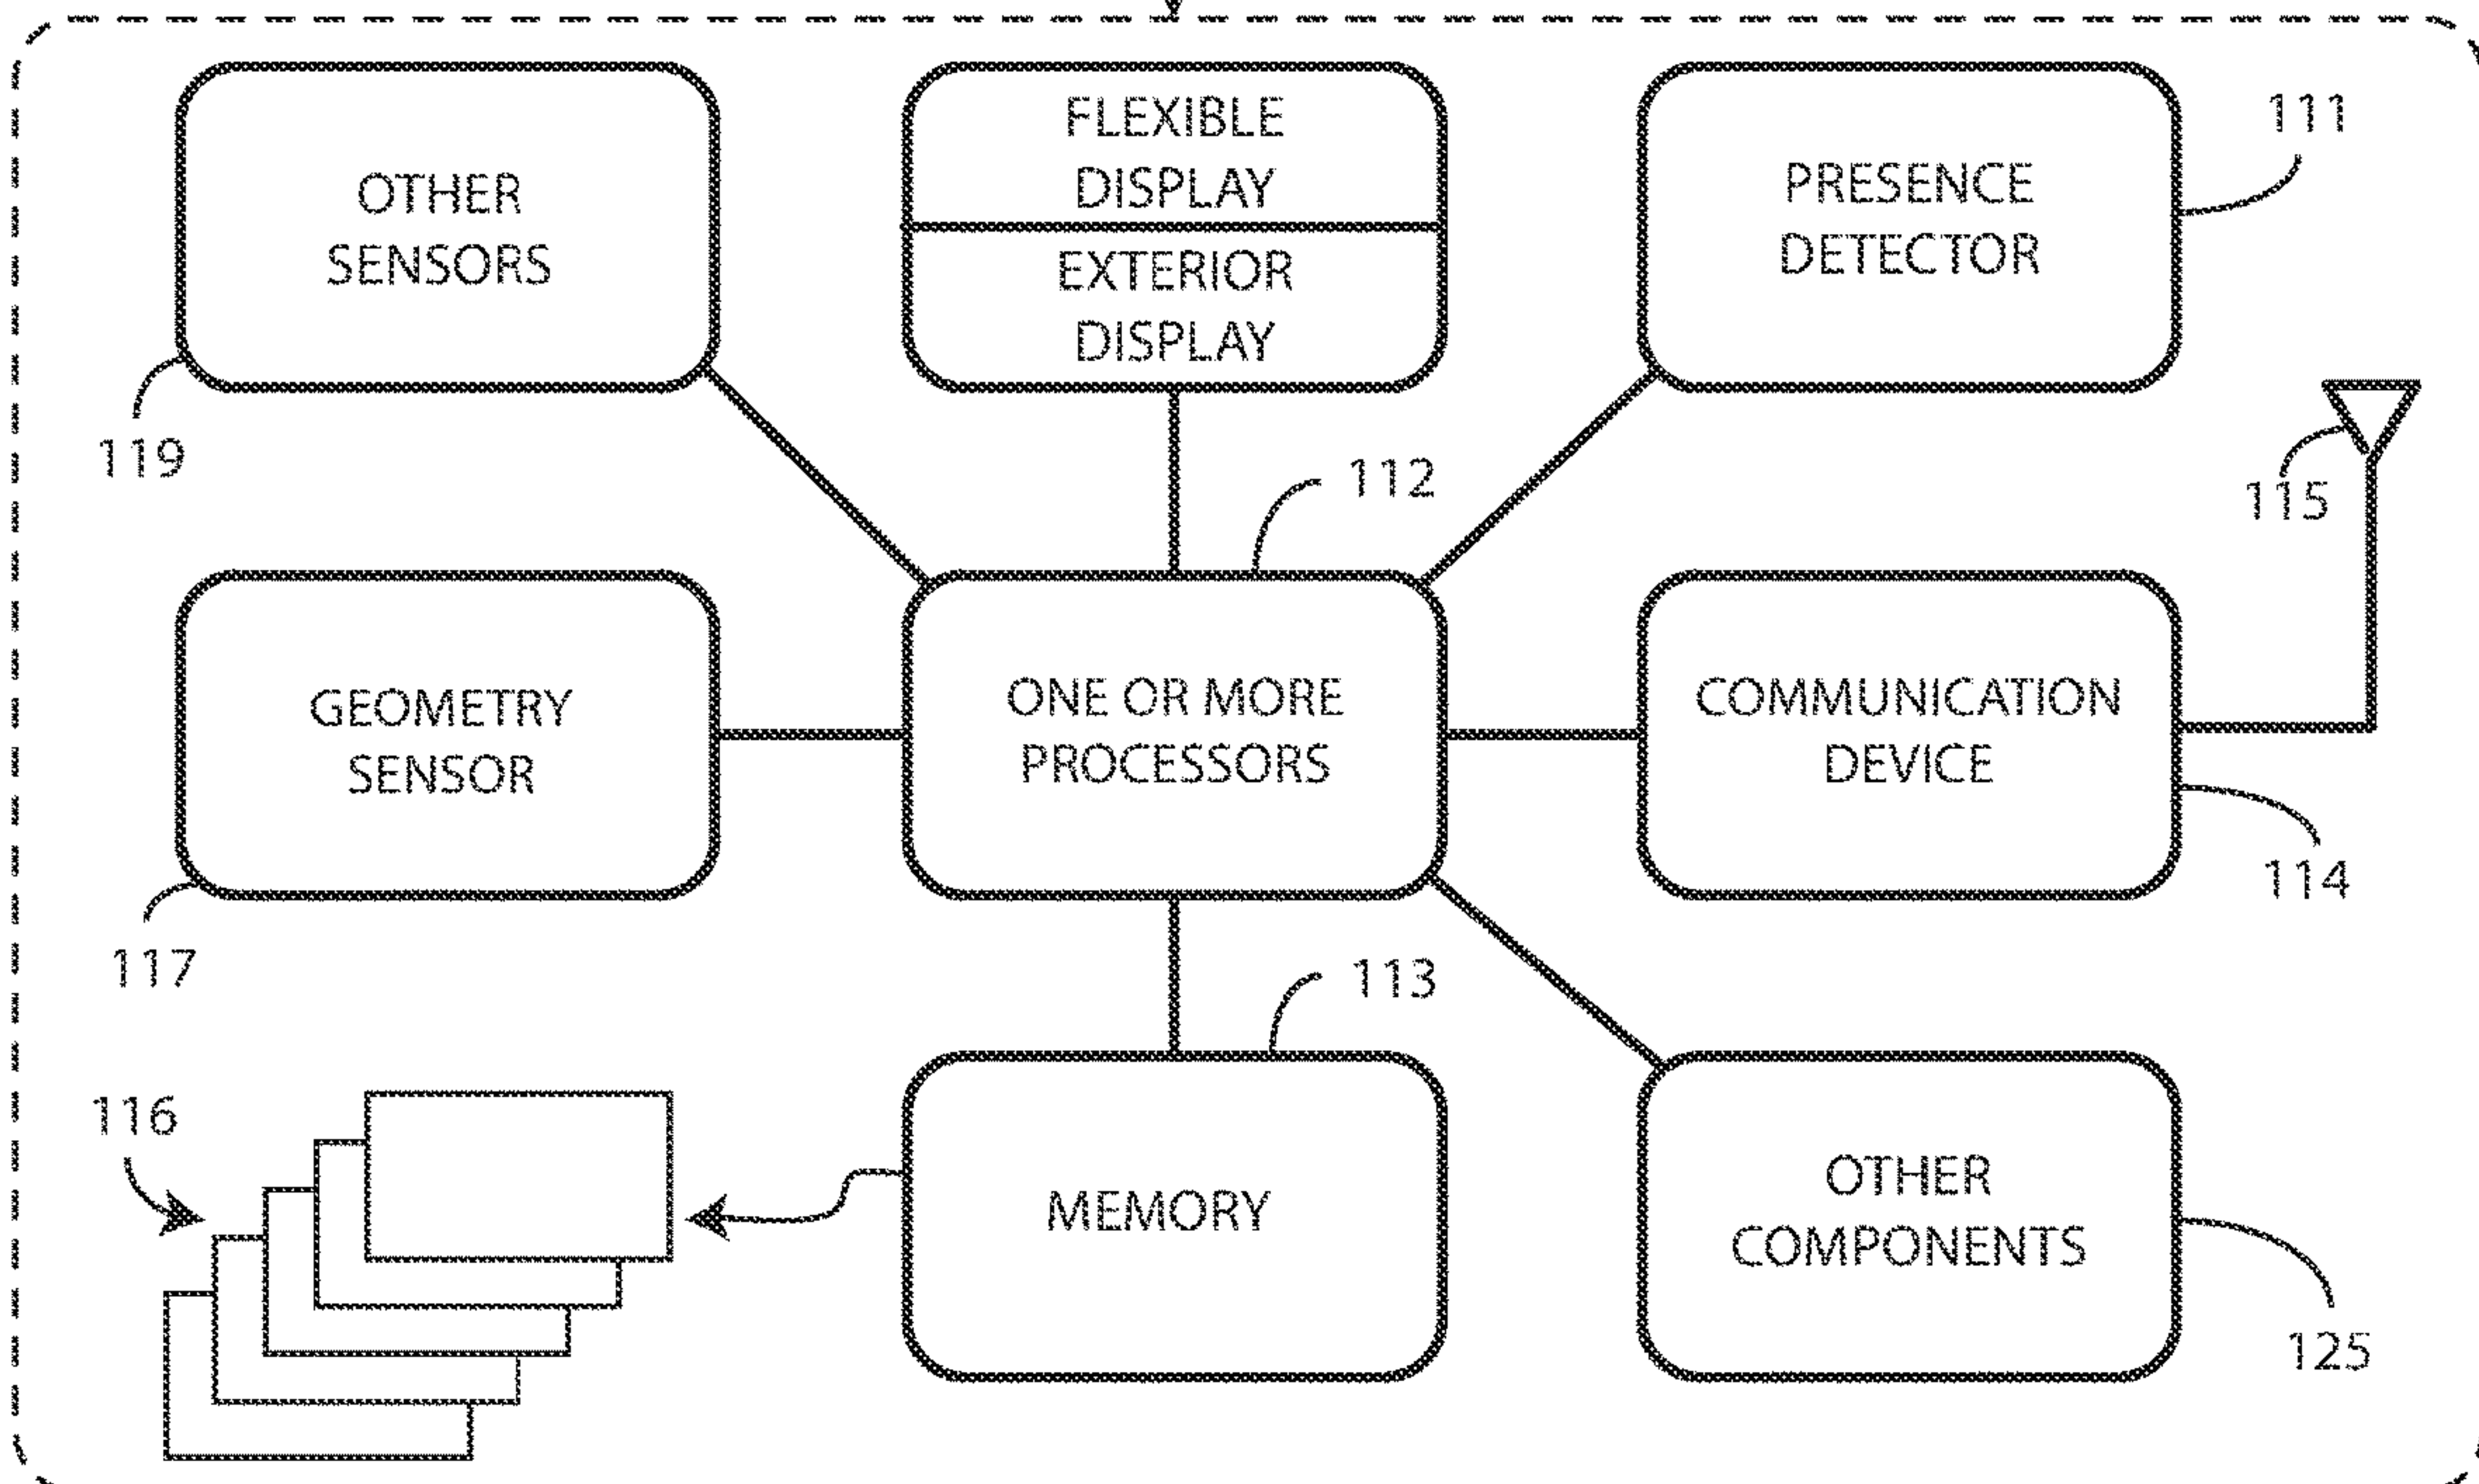 OTHER
SENSORS
119
FLEXIBLE
DISPLAY
EXTERIOR
DISPLAY
PRESENCE
DETECTOR
111
115
112
GEOMETRY
SENSOR
117
ONE OR MORE
PROCESSORS
COMMUNICATION
DEVICE
114
113
116
MEMORY
OTHER
COMPONENTS
125